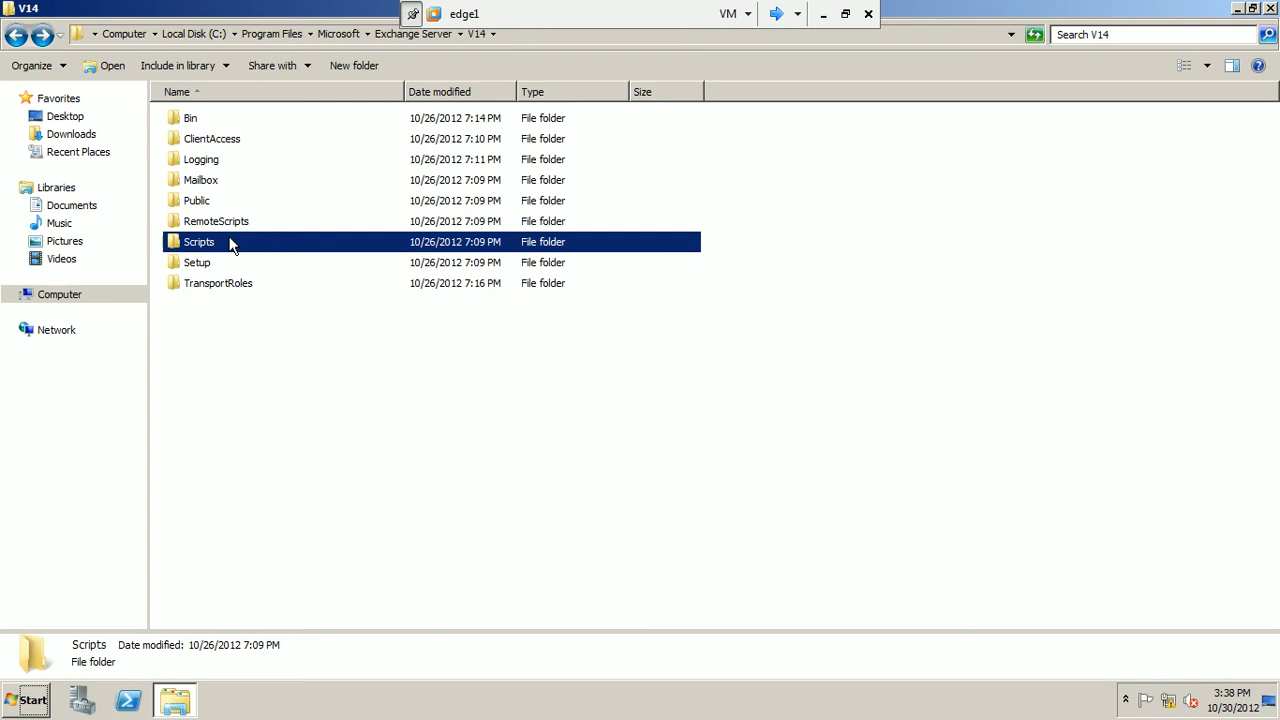 V14
edge1
VM
Computer Local Disk (C:) Program Files Microsoft Exchange Server V14
Search V14
Organize Open Include in library Share with New folder
Name Date modified Type Size
Favorites
Desktop
Downloads
Recent Places
Libraries
Documents
Music
Pictures
Videos
Computer
Network
Bin 10/26/2012 7:14 PM File folder
ClientAccess 10/26/2012 7:10 PM File folder
Logging 10/26/2012 7:11 PM File folder
Mailbox 10/26/2012 7:09 PM File folder
Public 10/26/2012 7:09 PM File folder
RemoteScripts 10/26/2012 7:09 PM File folder
Scripts 10/26/2012 7:09 PM File folder
Setup 10/26/2012 7:09 PM File folder
TransportRoles 10/26/2012 7:16 PM File folder
Scripts Date modified: 10/26/2012 7:09 PM
File folder
Start
3:38 PM
10/30/2012